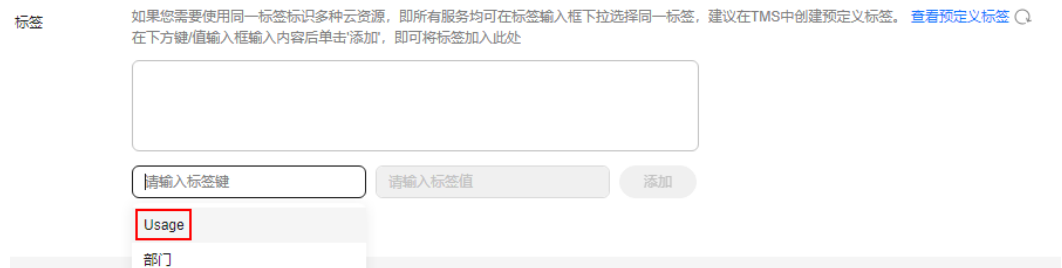 标签
如果您需要使用同一标签标识多种云资源，即所有服务均可在标签输入框下拉选择同一标签，建议在TMS中创建预定义标签。 查看预定义标签
在下方键/值输入框输入内容后单击'添加'，即可将标签加入此处
请输入标签键 请输入标签值 添加
Usage
部门